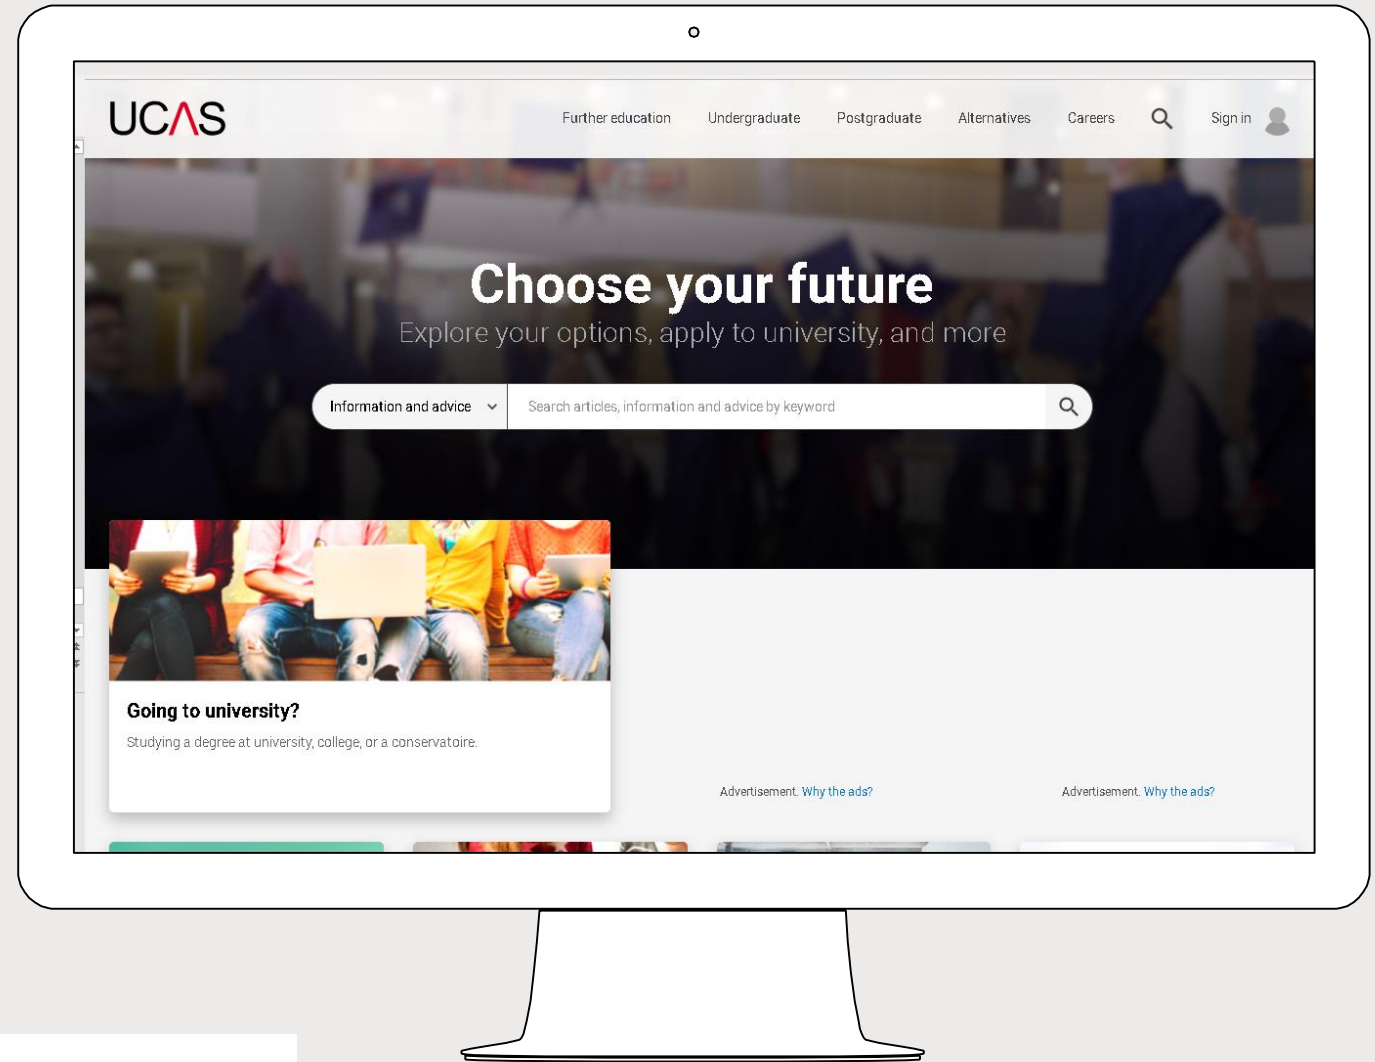 UCAS
Further education Undergraduate Postgraduate Alternatives Careers Sign in
Choose your future
Explore your options, apply to university, and more
Information and advice Search articles, information and advice by keyword
Going to university?
Studying a degree at university, college, or a conservatoire.
Advertisement. Why the ads? Advertisement. Why the ads?